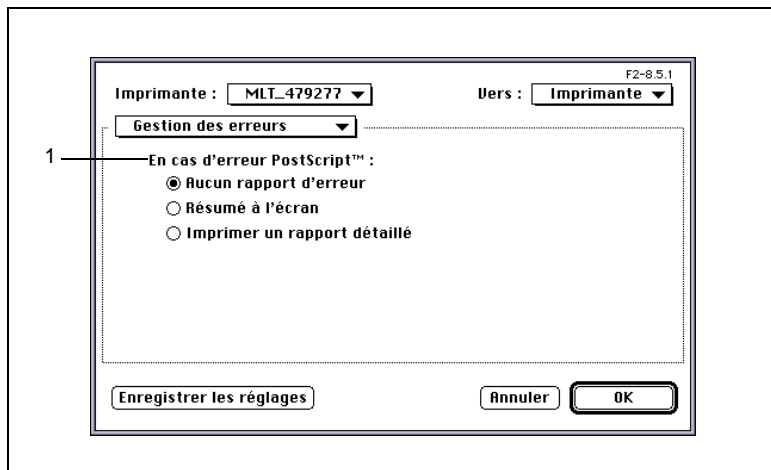 F2-8.5.1
Imprimante : MLT_479277 Vers : Imprimante
Gestion des erreurs
1 En cas d'erreur PostScript™ :
Aucun rapport d'erreur
Résumé à l'écran
Imprimer un rapport détaillé
Enregistrer les réglages Annuler OK